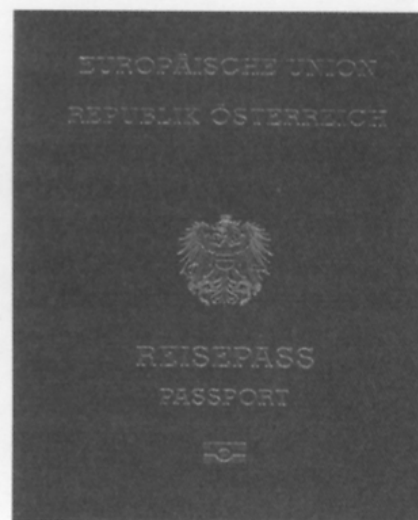 EUROPÄISCHE UNION
REPUBLIK ÖSTERREICH
REISEPASS
PASSPORT